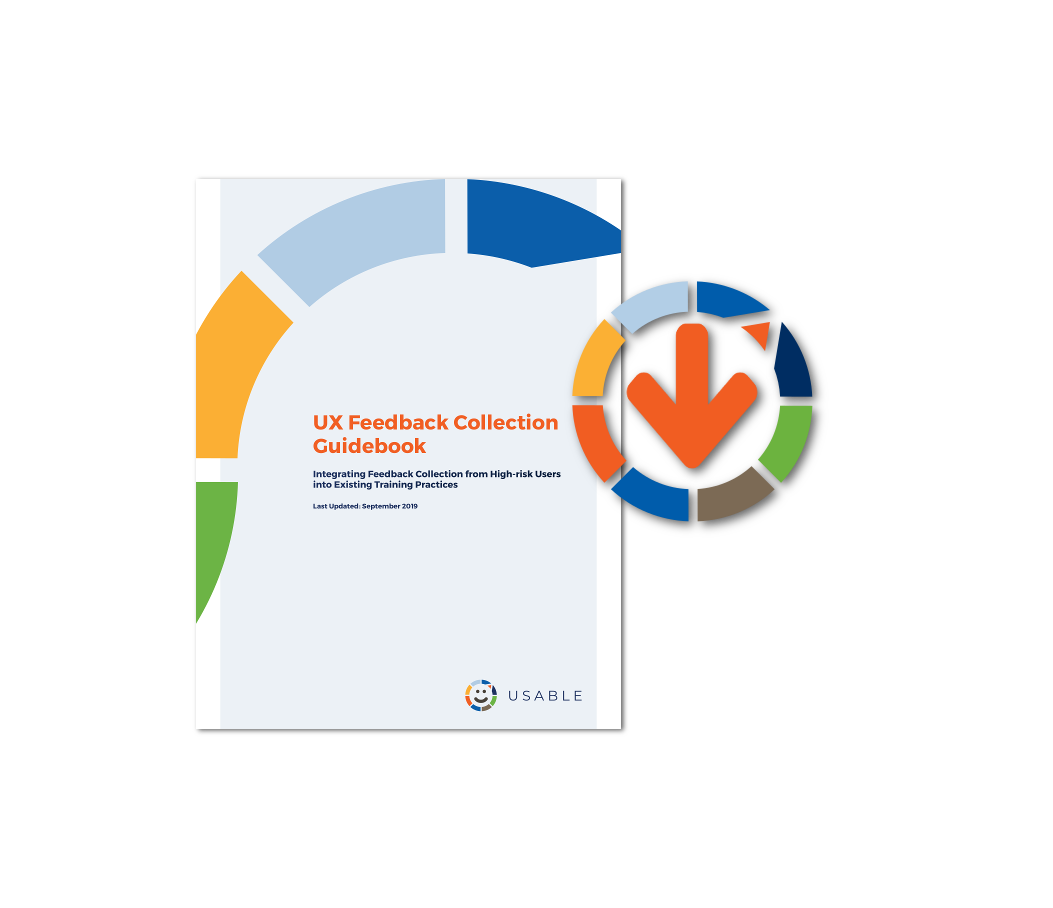 UX Feedback Collection
Guidebook
Integrating Feedback Collection from High-risk Users
into Existing Training Practices
Last Updated: September 2019
USABLE